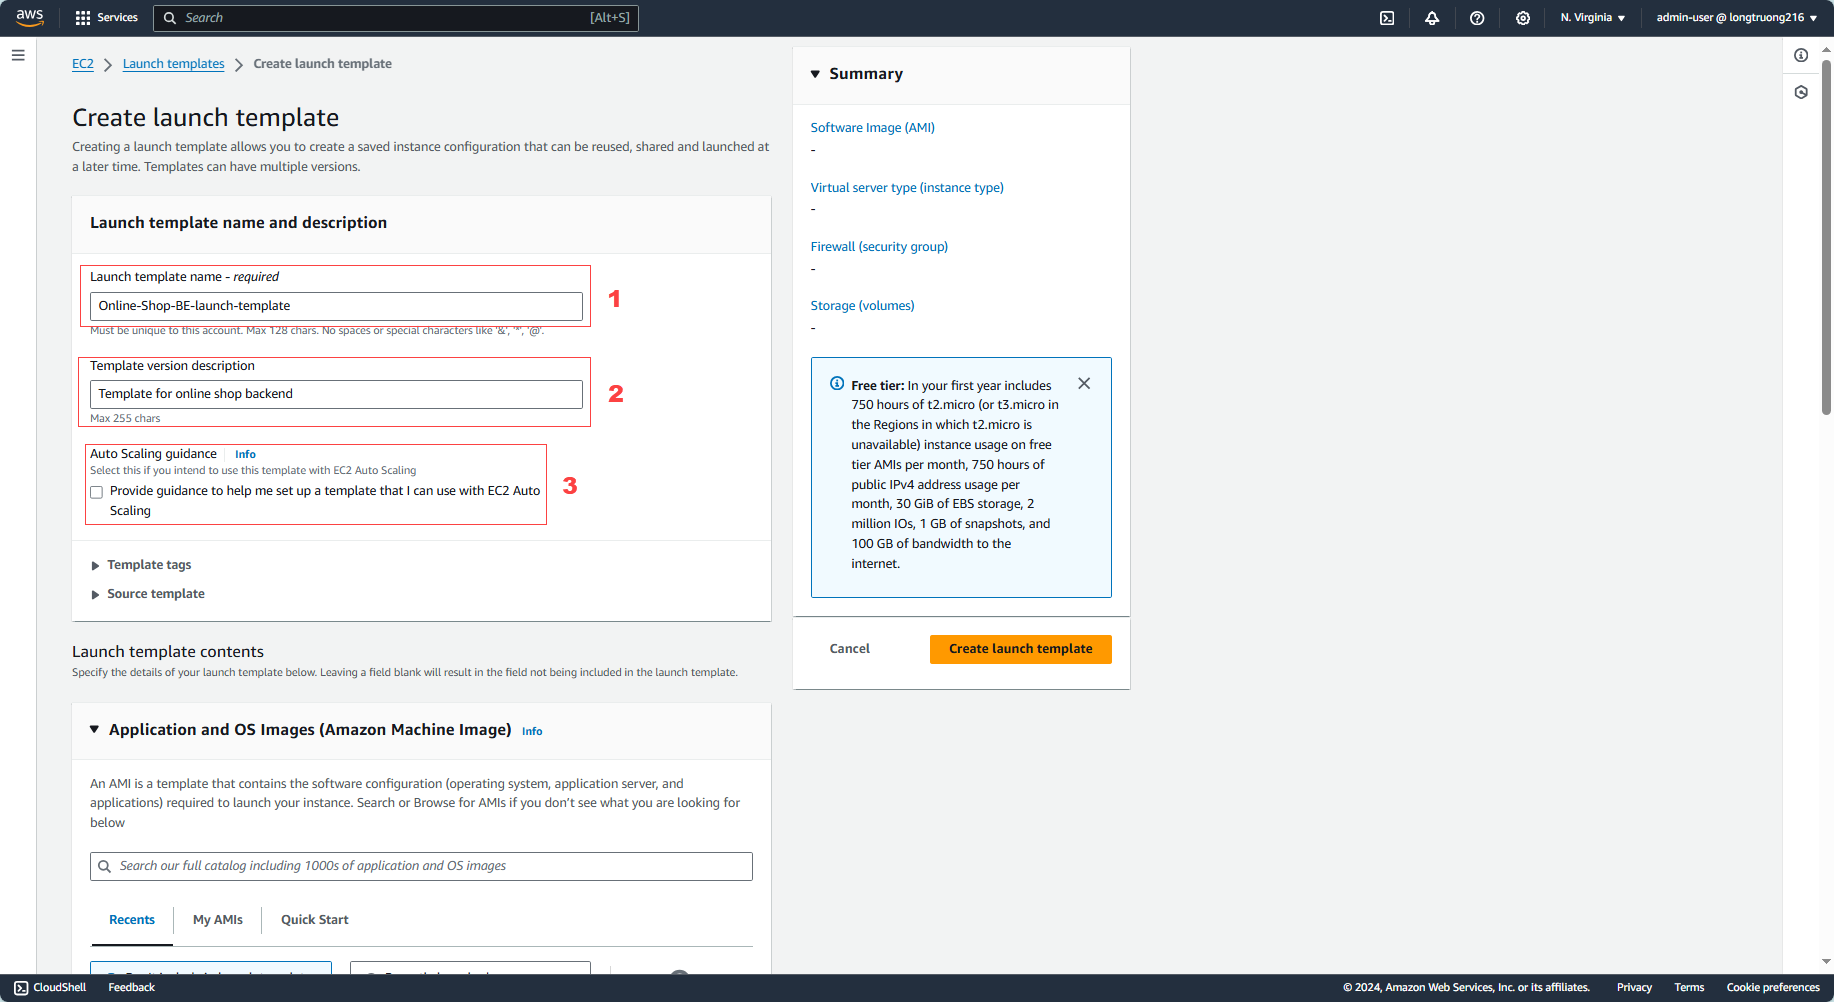 aws
Services
Search
[Alt+S]
N. Virginia
admin-user @ longtruong216
EC2
Launch templates
Create launch template
Create launch template
Creating a launch template allows you to create a saved instance configuration that can be reused, shared and launched at
a later time. Templates can have multiple versions.
Launch template name and description
Launch template name - required
Online-Shop-BE-launch-template
1
Must be unique to this account. Max 128 chars. No spaces or special characters like '&', '*', '@'.
Template version description
Template for online shop backend
2
Max 255 chars
Auto Scaling guidance
Info
Select this if you intend to use this template with EC2 Auto Scaling
Provide guidance to help me set up a template that I can use with EC2 Auto
Scaling
3
Template tags
Source template
Launch template contents
Specify the details of your launch template below. Leaving a field blank will result in the field not being included in the launch template.
Application and OS Images (Amazon Machine Image)
Info
An AMI is a template that contains the software configuration (operating system, application server, and
applications) required to launch your instance. Search or Browse for AMIs if you don't see what you are looking for
below
Search our full catalog including 1000s of application and OS images
Recents
My AMIs
Quick Start
Summary
Software Image (AMI)
-
Virtual server type (instance type)
-
Firewall (security group)
-
Storage (volumes)
-
Free tier: In your first year includes
750 hours of t2.micro (or t3.micro in
the Regions in which t2.micro is
unavailable) instance usage on free
tier AMIs per month, 750 hours of
public IPv4 address usage per
month, 30 GiB of EBS storage, 2
million IOs, 1 GB of snapshots, and
100 GB of bandwidth to the
internet.
Cancel
Create launch template
CloudShell
Feedback
© 2024, Amazon Web Services, Inc. or its affiliates.
Privacy
Terms
Cookie preferences